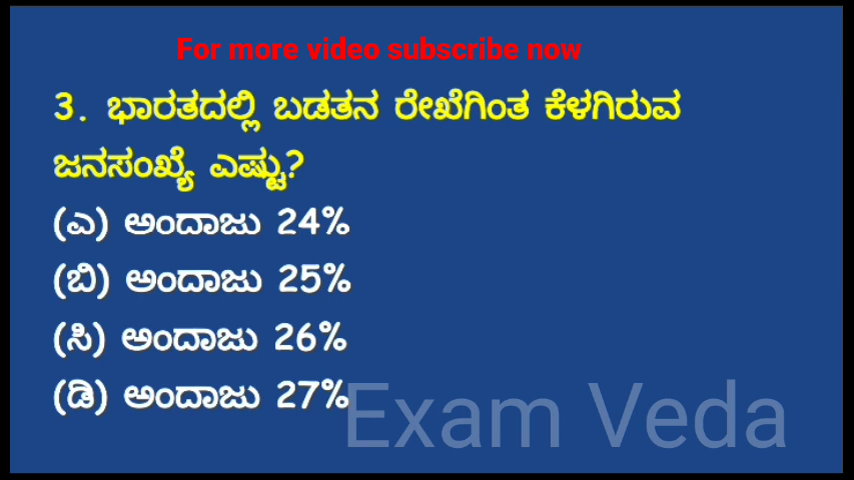 For more video subscribe now
3. ಭಾರತದಲ್ಲಿ ಬಡತನ ರೇಖೆಗಿಂತ ಕೆಳಗಿರುವ
ಜನಸಂಖ್ಯೆ ಎಷ್ಟು?
(ಎ) ಅಂದಾಜು 24%
(ಬಿ) ಅಂದಾಜು 25%
(ಸಿ) ಅಂದಾಜು 26%
(ಡಿ) ಅಂದಾಜು 27%
Exam Veda